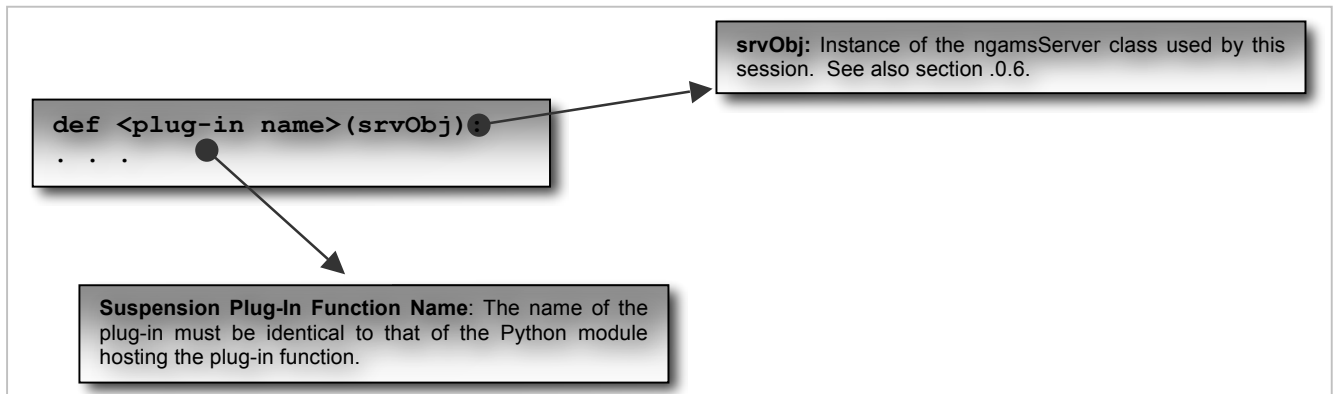 srvObj: Instance of the ngamsServer class used by this
session. See also section .0.6.
def <plug-in name>(srvObj):
. . .
Suspension Plug-In Function Name: The name of the
plug-in must be identical to that of the Python module
hosting the plug-in function.